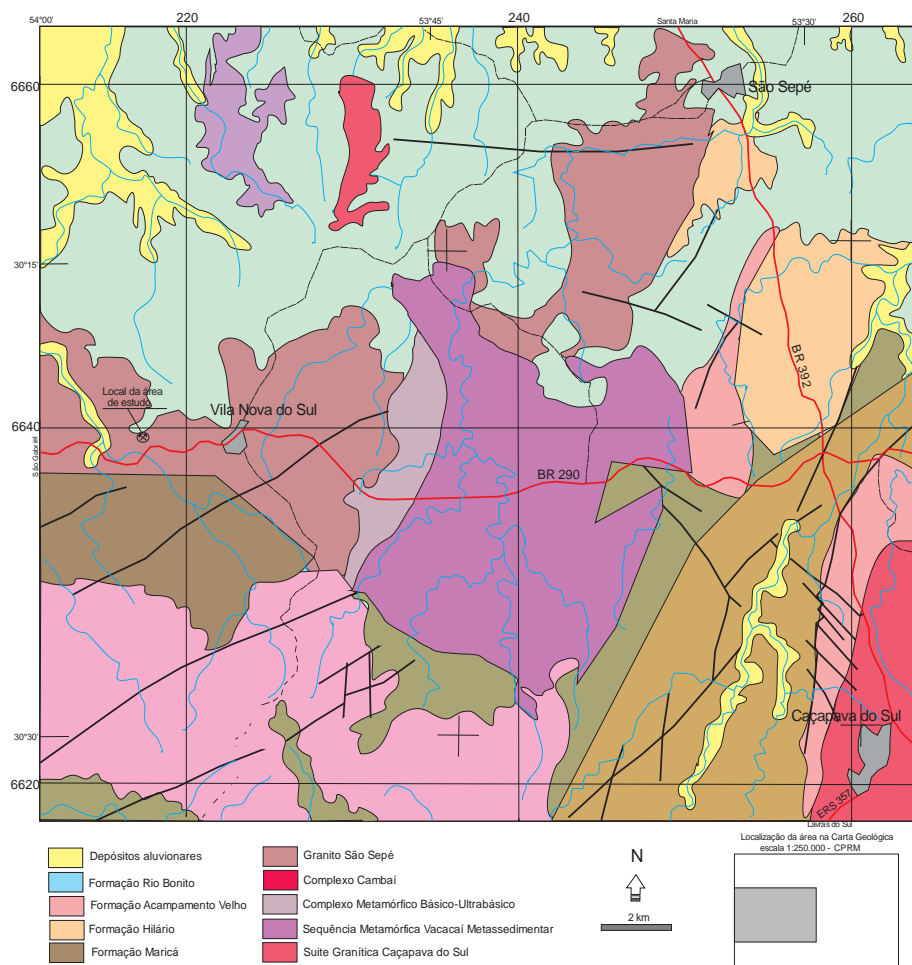 54°00'
220
53°45'
240
Santa Maria
53°30'
260
6660
São Sepé
30°15'
BR 392
Local da área
de estudo
Vila Nova do Sul
6640
São Gabriel
BR 290
30°30'
Caçapava do Sul
6620
ERS 357
Lavras do Sul
Depósitos aluvionares
Formação Rio Bonito
Formação Acampamento Velho
Formação Hilário
Formação Maricá
Granito São Sepé
Complexo Cambaí
Complexo Metamórfico Básico-Ultrabásico
Sequência Metamórfica Vacacaí Metassedimentar
Suite Granítica Caçapava do Sul
N
2 km
Localização da área na Carta Geológica
escala 1:250.000 - CPRM